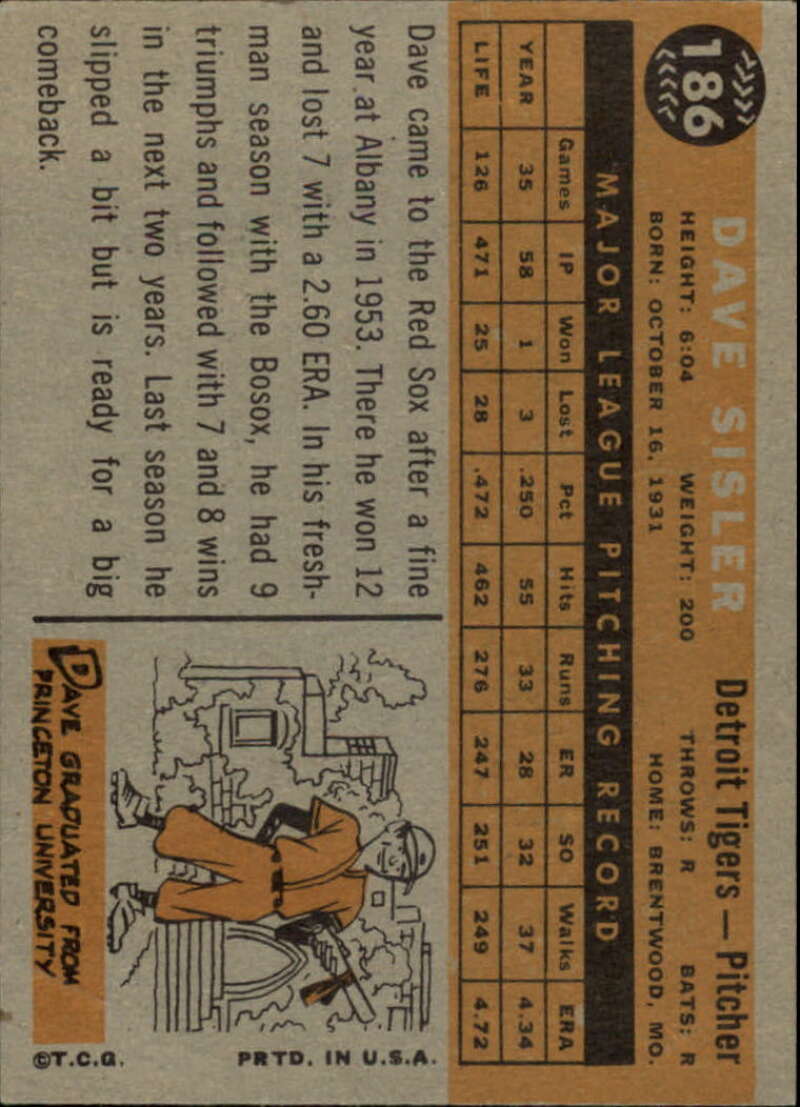 186
DAVE SISLER Detroit Tigers — Pitcher
HEIGHT: 6:04 WEIGHT: 200 THROWS: R BATS: R
BORN: OCTOBER 16, 1931 HOME: BRENTWOOD, MO.
MAJOR LEAGUE PITCHING RECORD
Games IP Won Lost Pct Hits Runs ER SO Walks ERA
YEAR 35 58 1 3 .250 55 33 28 32 37 4.34
LIFE 126 471 25 28 .472 462 276 247 251 249 4.72
Dave came to the Red Sox after a fine
year at Albany in 1953. There he won 12
and lost 7 with a 2.60 ERA. In his fresh-
man season with the Bosox, he had 9
triumphs and followed with 7 and 8 wins
in the next two years. Last season he
slipped a bit but is ready for a big
comeback.
DAVE GRADUATED FROM
PRINCETON UNIVERSITY
©T.C.G. PRTD. IN U.S.A.